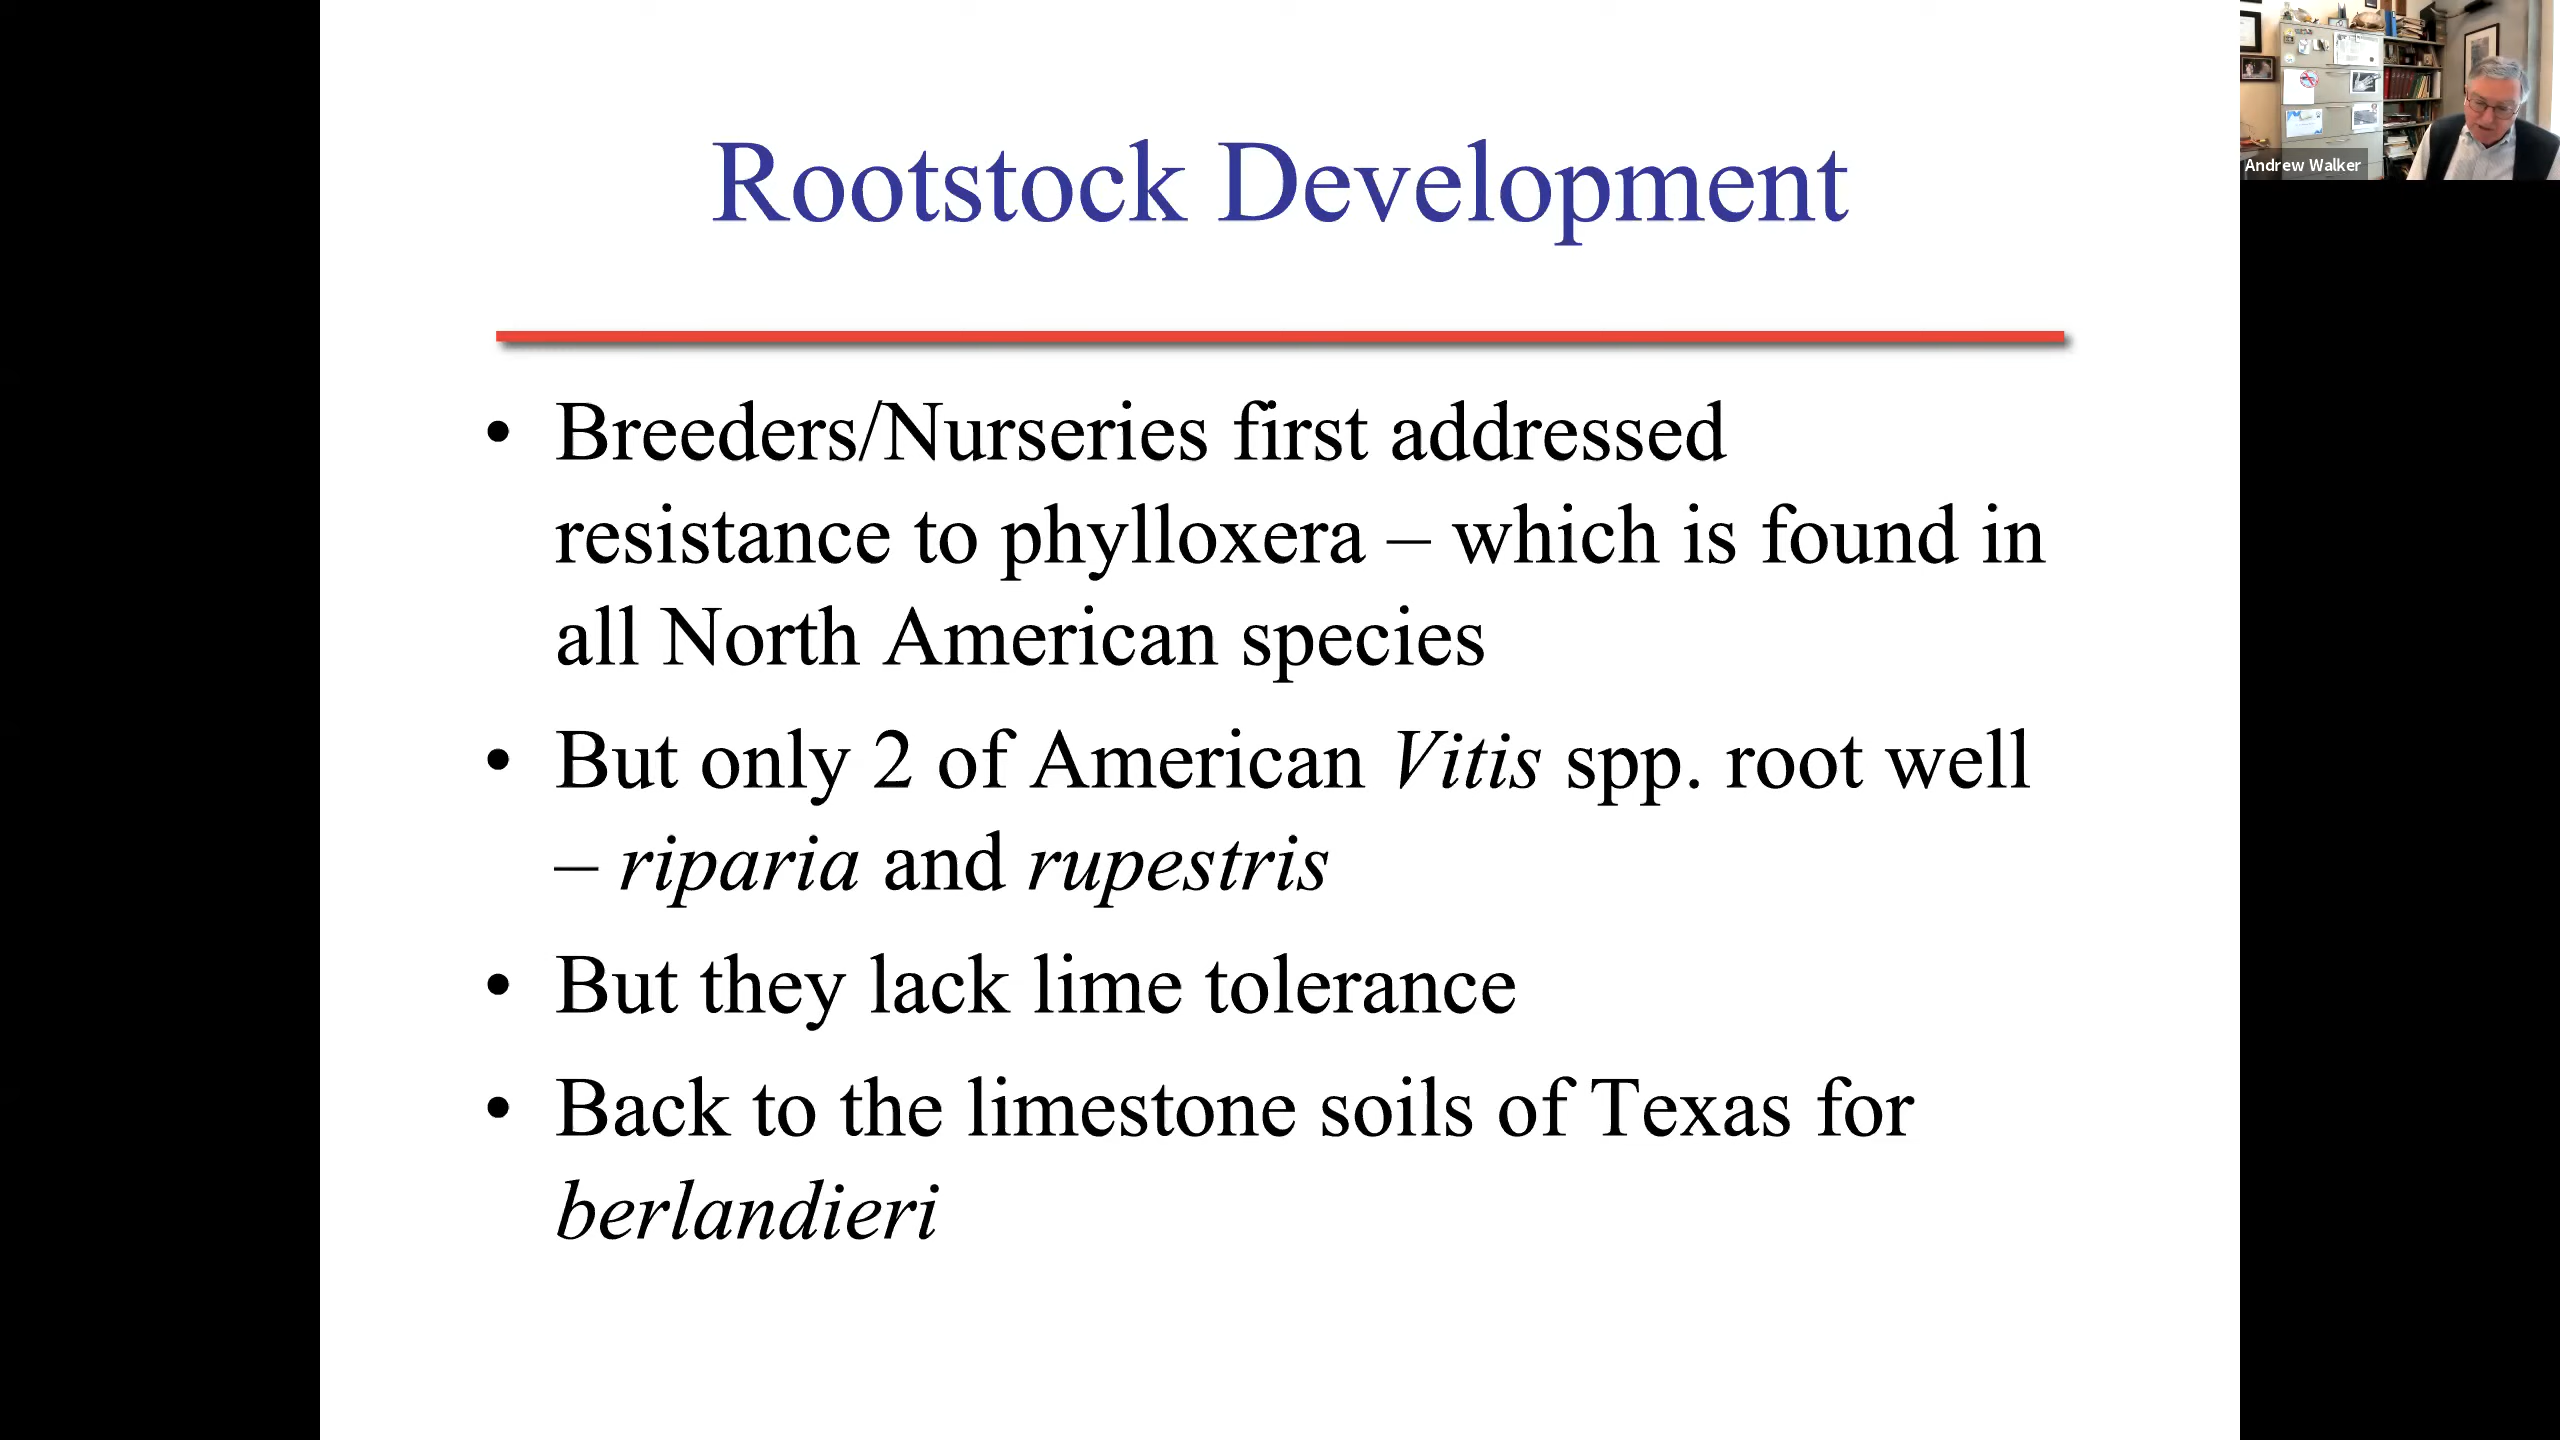 Rootstock Development
• Breeders/Nurseries first addressed
resistance to phylloxera – which is found in
all North American species
• But only 2 of American Vitis spp. root well
– riparia and rupestris
• But they lack lime tolerance
• Back to the limestone soils of Texas for
berlandieri
Andrew Walker